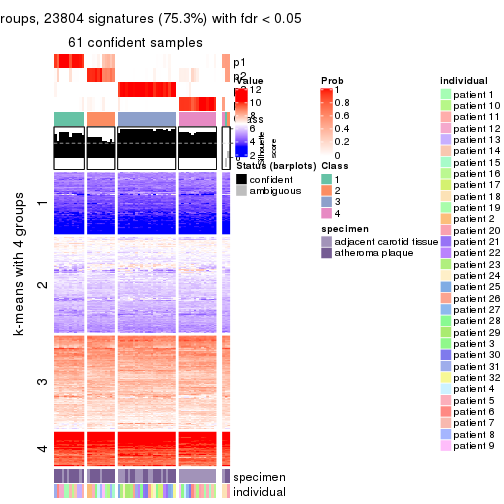 roups, 23804 signatures (75.3%) with fdr < 0.05
61 confident samples
p1
p2
Value
12
10
8
6
4
2
Silhouette score
Status (barplots)
confident
ambiguous
Prob
1
0.8
0.6
0.4
0.2
0
Class
1
2
3
4
specimen
adjacent carotid tissue
atheroma plaque
individual
patient 1
patient 10
patient 11
patient 12
patient 13
patient 14
patient 15
patient 16
patient 17
patient 18
patient 19
patient 2
patient 20
patient 21
patient 22
patient 23
patient 24
patient 25
patient 26
patient 27
patient 28
patient 29
patient 3
patient 30
patient 31
patient 32
patient 4
patient 5
patient 6
patient 7
patient 8
patient 9
k-means with 4 groups
1
2
3
4
specimen
individual